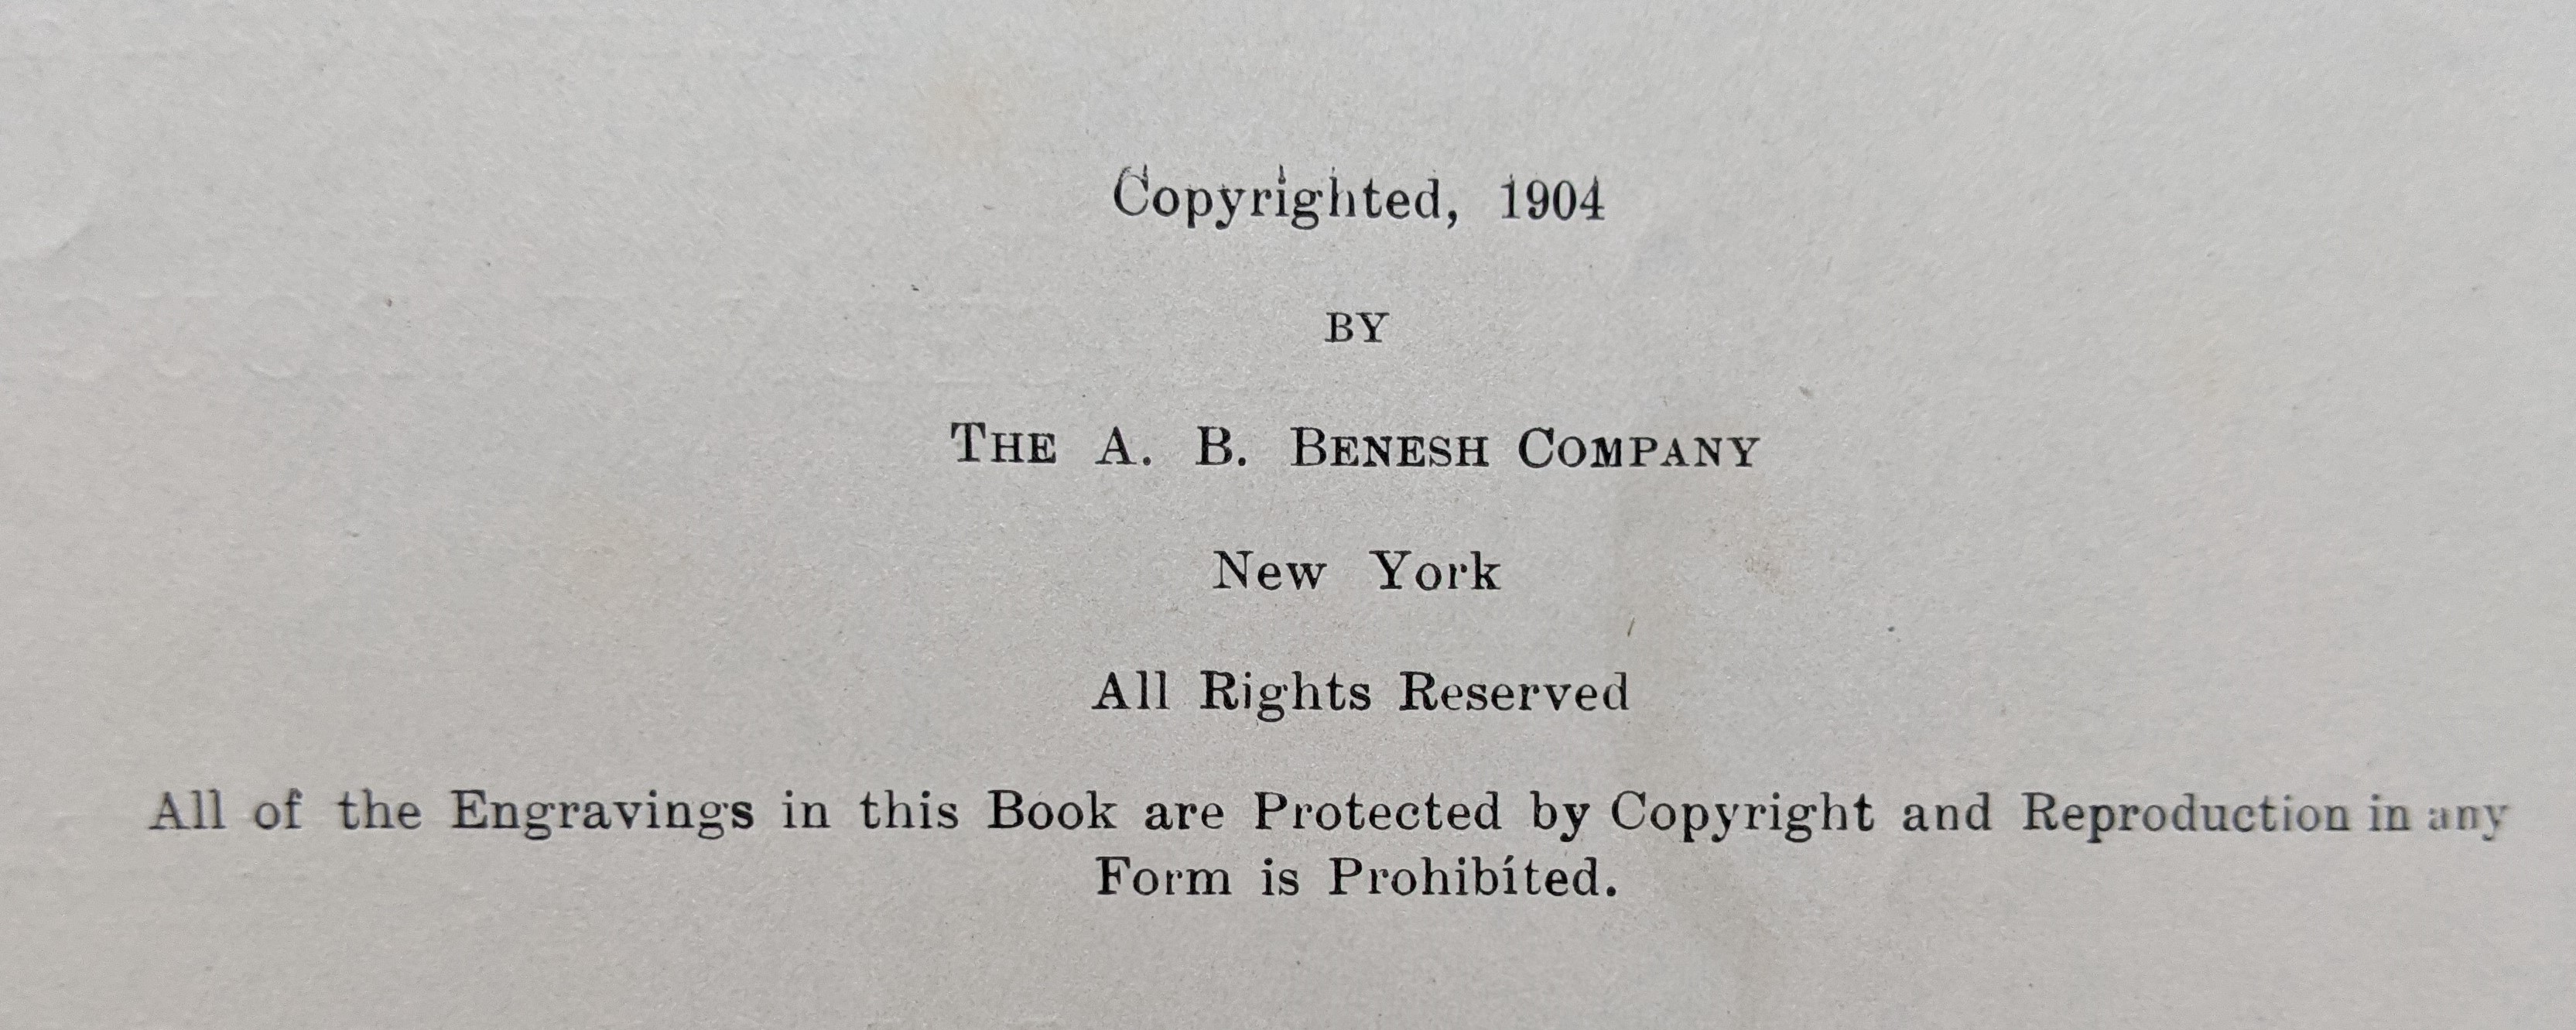 Copyrighted, 1904
BY
THE A. B. BENESH COMPANY
New York
All Rights Reserved
All of the Engravings in this Book are Protected by Copyright and Reproduction in any
Form is Prohibited.